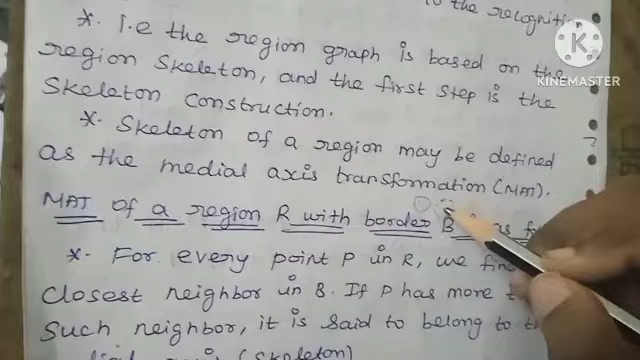 to the recognition
* i.e the region graph is based on the
region skeleton, and the first step is the
skeleton construction.
* Skeleton of a region may be defined
as the medial axis transformation (MAT).
MAT of a region R with border B is as
* For every point P in R, we find
closest neighbor in B. If P has more
such neighbor, it is said to belong to
(skeleton)
KINEMASTER